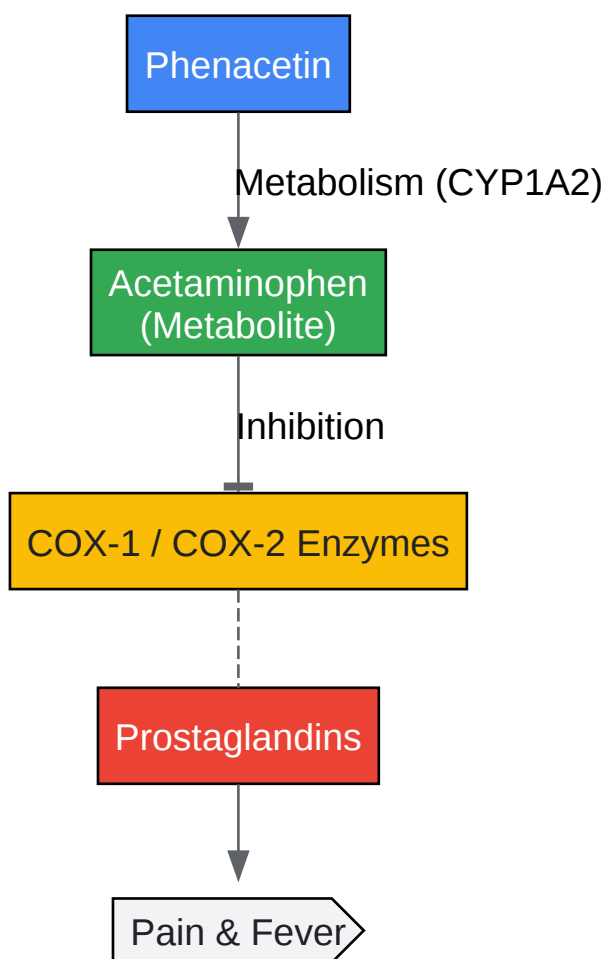 Phenacetin
Metabolism (CYP1A2)
Acetaminophen
(Metabolite)
Inhibition
COX-1 / COX-2 Enzymes
Prostaglandins
Pain & Fever